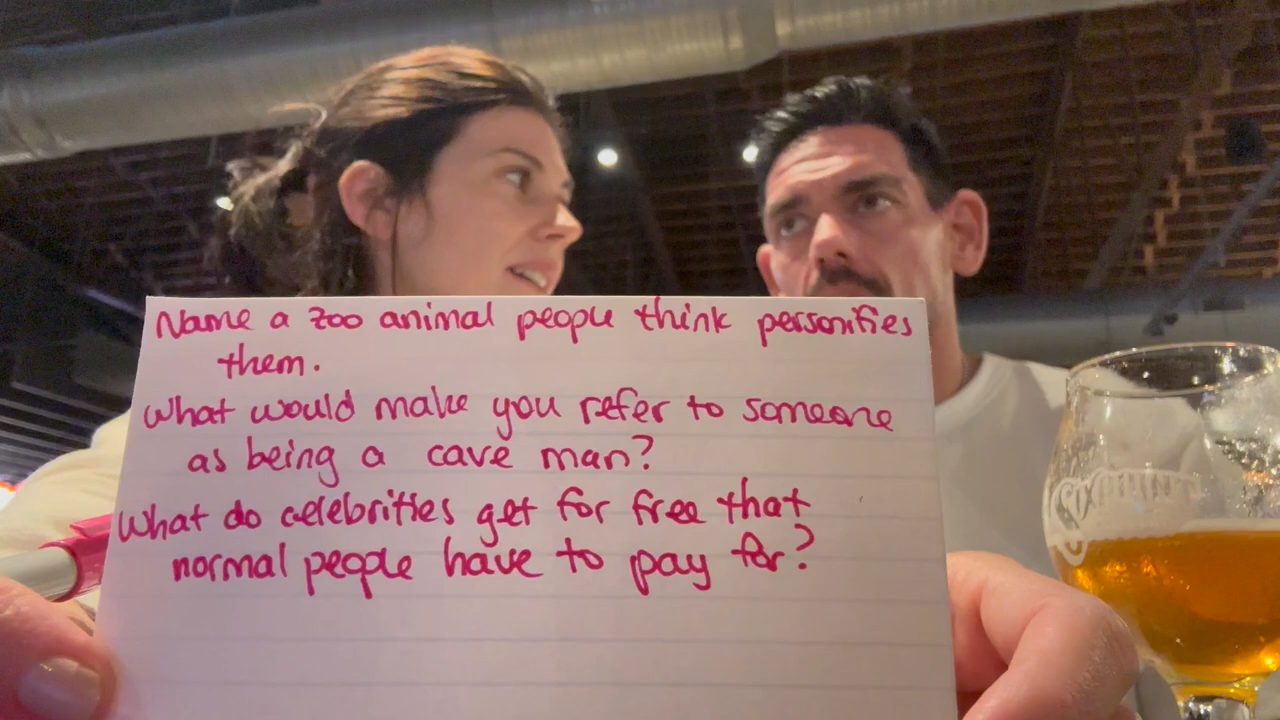 Name a zoo animal people think personifies
them.
What would make you refer to someone
as being a cave man?
What do celebrities get for free that
normal people have to pay for?
SIXPOINT